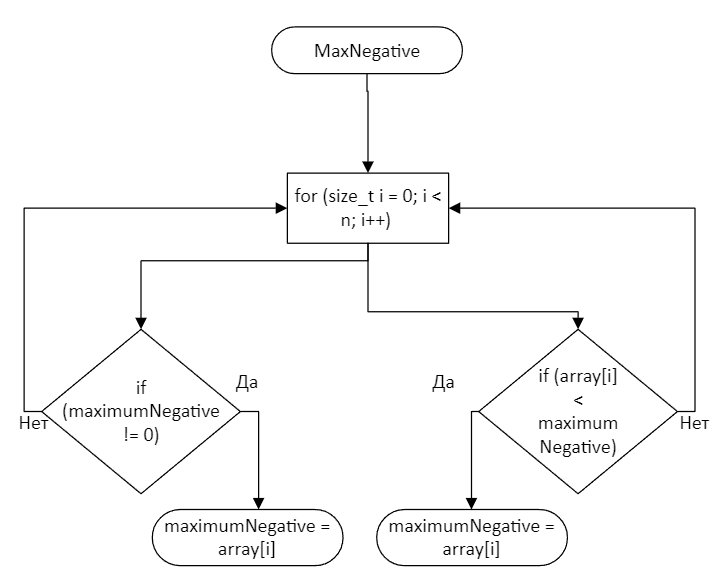 MaxNegative
for (size_t i = 0; i <
n; i++)
if
(maximumNegative
!= 0)
Да
Нет
Да
if (array[i]
<
maximum
Negative)
Нет
maximumNegative =
array[i]
maximumNegative =
array[i]